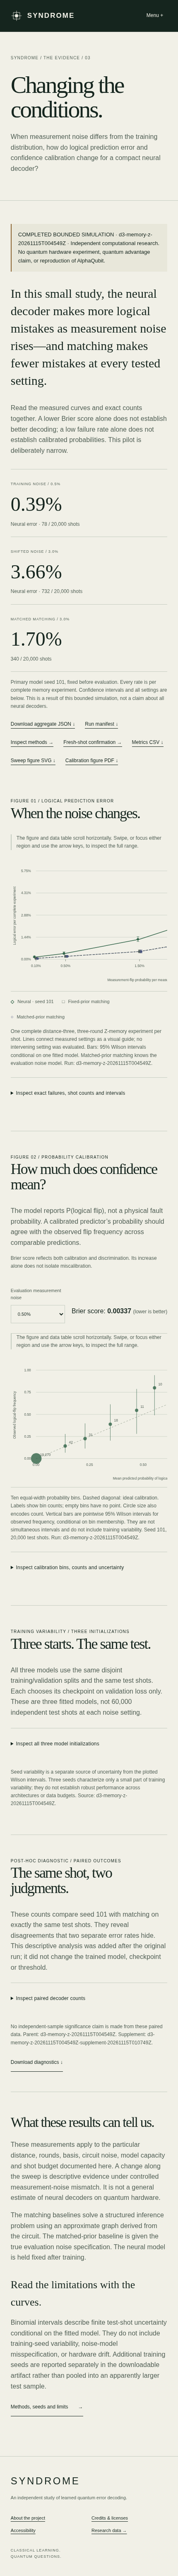 SYNDROME
Menu +
SYNDROME / THE EVIDENCE / 03
Changing the
conditions.
When measurement noise differs from the training
distribution, how do logical prediction error and
confidence calibration change for a compact neural
decoder?
COMPLETED BOUNDED SIMULATION · d3-memory-z-
20261115T004549Z · Independent computational research.
No quantum hardware experiment, quantum advantage
claim, or reproduction of AlphaQubit.
In this small study, the neural
decoder makes more logical
mistakes as measurement noise
rises—and matching makes
fewer mistakes at every tested
setting.
Read the measured curves and exact counts
together. A lower Brier score alone does not establish
better decoding; a low failure rate alone does not
establish calibrated probabilities. This pilot is
deliberately narrow.
0.39%
Neural error · 78 / 20,000 shots
3.66%
Neural error · 732 / 20,000 shots
1.70%
340 / 20,000 shots
Primary model seed 101, fixed before evaluation. Every rate is per
complete memory experiment. Confidence intervals and all settings are
below. This is a result of this bounded simulation, not a claim about all
neural decoders.
Download aggregate JSON ↓ Run manifest ↓
Inspect methods → Fresh-shot confirmation → Metrics CSV ↓
Sweep figure SVG ↓ Calibration figure PDF ↓
FIGURE 01 / LOGICAL PREDICTION ERROR
When the noise changes.
The figure and data table scroll horizontally. Swipe, or focus either
region and use the arrow keys, to inspect the full range.
Neural · seed 101 Fixed-prior matching
Matched-prior matching
One complete distance-three, three-round Z-memory experiment per
shot. Lines connect measured settings as a visual guide; no
intervening setting was evaluated. Bars: 95% Wilson intervals
conditional on the fitted model. Matched-prior matching knows the
evaluation noise model. Run: d3-memory-z-20261115T004549Z.
▶ Inspect exact failures, shot counts and intervals
FIGURE 02 / PROBABILITY CALIBRATION
How much does confidence
mean?
The model reports P(logical flip), not a physical fault
probability. A calibrated predictor's probability should
agree with the observed flip frequency across
comparable predictions.
Brier score reflects both calibration and discrimination. Its increase
alone does not isolate miscalibration.
Evaluation measurement
noise
0.50%
Brier score: 0.00337 (lower is better)
The figure and data table scroll horizontally. Swipe, or focus either
region and use the arrow keys, to inspect the full range.
Ten equal-width probability bins. Dashed diagonal: ideal calibration.
Labels show bin counts; empty bins have no point. Circle size also
encodes count. Vertical bars are pointwise 95% Wilson intervals for
observed frequency, conditional on bin membership. They are not
simultaneous intervals and do not include training variability. Seed 101,
20,000 test shots. Run: d3-memory-z-20261115T004549Z.
▶ Inspect calibration bins, counts and uncertainty
TRAINING VARIABILITY / THREE INITIALIZATIONS
Three starts. The same test.
All three models use the same disjoint
training/validation splits and the same test shots.
Each chooses its checkpoint on validation loss only.
These are three fitted models, not 60,000
independent test shots at each noise setting.
▶ Inspect all three model initializations
Seed variability is a separate source of uncertainty from the plotted
Wilson intervals. Three seeds characterize only a small part of training
variability; they do not establish robust performance across
architectures or data budgets. Source: d3-memory-z-
20261115T004549Z.
POST-HOC DIAGNOSTIC / PAIRED OUTCOMES
The same shot, two
judgments.
These counts compare seed 101 with matching on
exactly the same test shots. They reveal
disagreements that two separate error rates hide.
This descriptive analysis was added after the original
run; it did not change the trained model, checkpoint
or threshold.
▶ Inspect paired decoder counts
No independent-sample significance claim is made from these paired
data. Parent: d3-memory-z-20261115T004549Z. Supplement: d3-
memory-z-20261115T004549Z-supplement-20261115T010749Z.
Download diagnostics ↓
What these results can tell us.
These measurements apply to the particular
distance, rounds, basis, circuit noise, model capacity
and shot budget documented here. A change along
the sweep is descriptive evidence under controlled
measurement-noise mismatch. It is not a general
estimate of neural decoders on quantum hardware.
The matching baselines solve a structured inference
problem using an approximate graph derived from
the circuit. The matched-prior baseline is given the
true evaluation noise specification. The neural model
is held fixed after training.
Read the limitations with the
curves.
Binomial intervals describe finite test-shot uncertainty
conditional on the fitted model. They do not include
training-seed variability, noise-model
misspecification, or hardware drift. Additional training
seeds are reported separately in the downloadable
artifact rather than pooled into an apparently larger
test sample.
Methods, seeds and limits →
SYNDROME
An independent study of learned quantum error decoding.
About the project Credits & licenses
Accessibility Research data →
CLASSICAL LEARNING.
QUANTUM QUESTIONS.